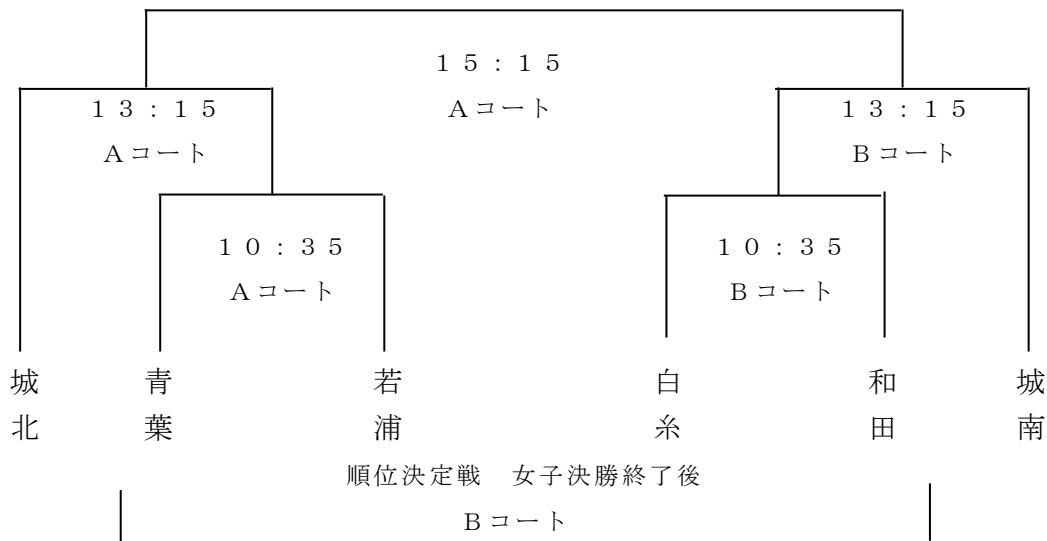 １５：１５
Ａコート
１３：１５
Ａコート
１３：１５
Ｂコート
１０：３５
Ａコート
１０：３５
Ｂコート
城北
青葉
若浦
白糸
和田
城南
順位決定戦　女子決勝終了後
Ｂコート